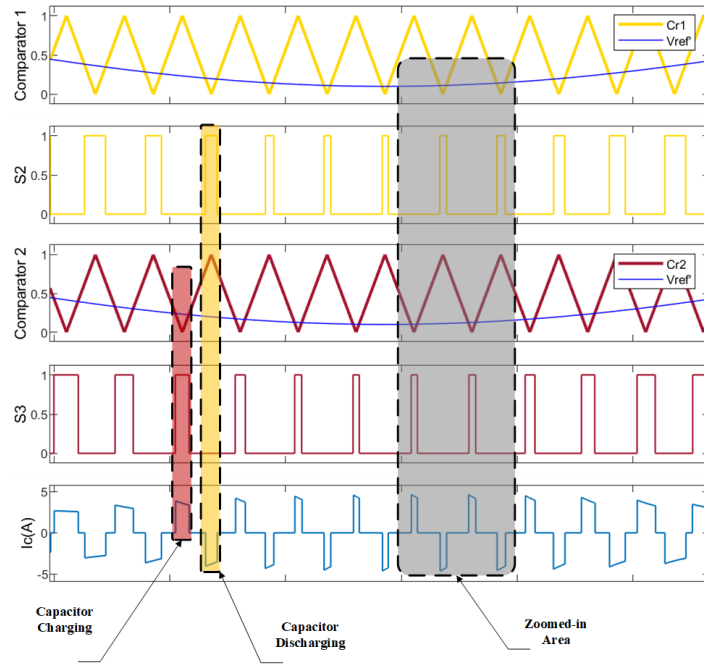 Comparator 1
1
0.5
0
Cr1
Vref'
S2
1
0.5
0
Comparator 2
1
0.5
0
Cr2
Vref'
S3
1
0.5
0
Ic(A)
5
0
-5
Capacitor
Charging
Capacitor
Discharging
Zoomed-in
Area